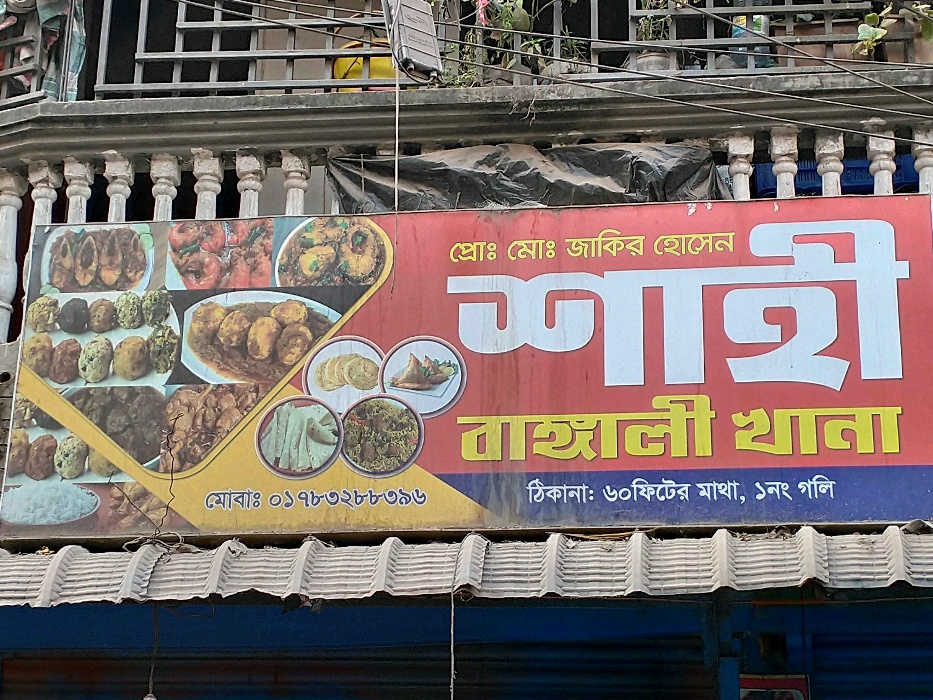 প্রোঃ মোঃ জাকির হোসেন
শাহী
বাঙ্গালী খানা
মোবাঃ ০১৭৮৩২৮৮৩৯৬
ঠিকানা: ৬০ফিটের মাথা, ১নং গলি